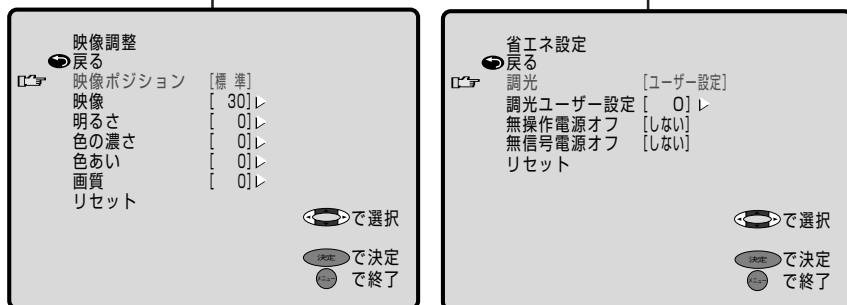 映像調整
戻る
映像ポジション [標 準]
映像 [ 30]
明るさ [ 0]
色の濃さ [ 0]
色あい [ 0]
画質 [ 0]
リセット
で選択
決定 で決定
メニュー で終了
省エネ設定
戻る
調光 [ユーザー設定]
調光ユーザー設定 [ 0]
無操作電源オフ [しない]
無信号電源オフ [しない]
リセット
で選択
決定 で決定
メニュー で終了